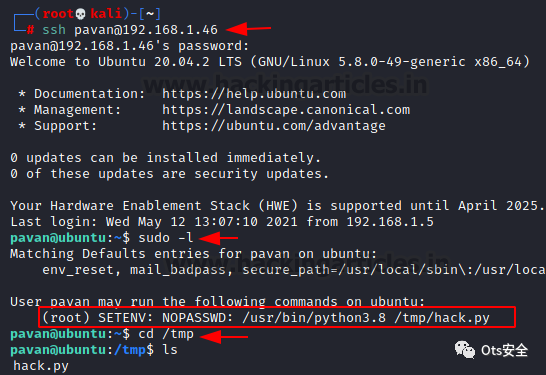 (root💀kali)-[~]
# ssh pavan@192.168.1.46
pavan@192.168.1.46's password:
Welcome to Ubuntu 20.04.2 LTS (GNU/Linux 5.8.0-49-generic x86_64)
www.hackingarticles.in
* Documentation: https://help.ubuntu.com
* Management: https://landscape.canonical.com
* Support: https://ubuntu.com/advantage
0 updates can be installed immediately.
0 of these updates are security updates.
Your Hardware Enablement Stack (HWE) is supported until April 2025.
Last login: Wed May 12 13:07:10 2021 from 192.168.1.5
pavan@ubuntu:~$ sudo -l
Matching Defaults entries for pavan on ubuntu:
env_reset, mail_badpass, secure_path=/usr/local/sbin\:/usr/loca
www.hackingarticles.in
User pavan may run the following commands on ubuntu:
(root) SETENV: NOPASSWD: /usr/bin/python3.8 /tmp/hack.py
pavan@ubuntu:~$ cd /tmp
pavan@ubuntu:/tmp$ ls
hack.py
Ots安全